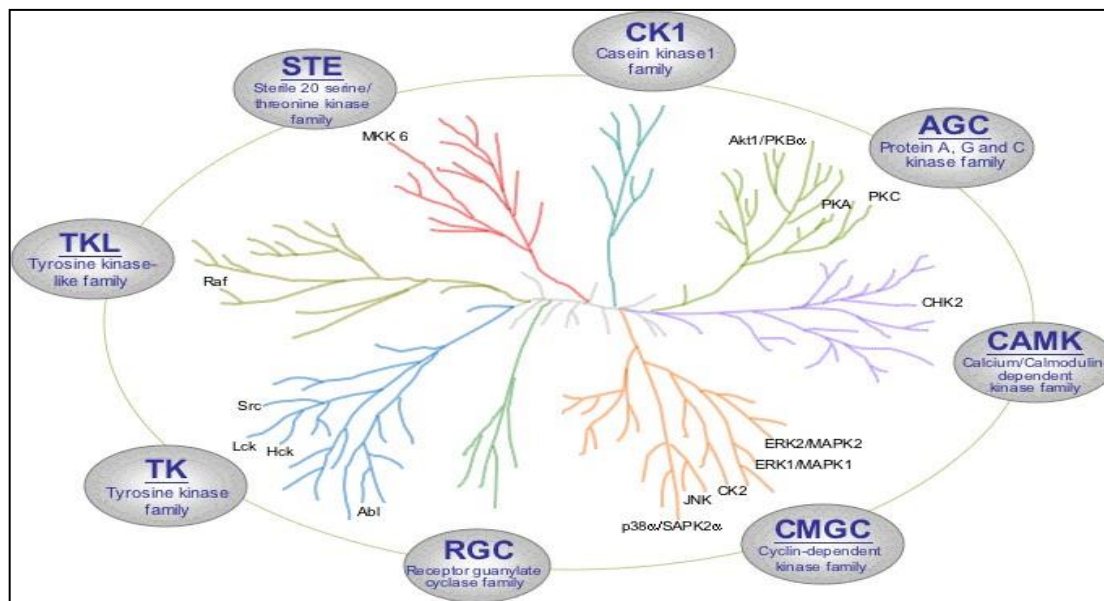 CK1
Casein kinase1
family
STE
Sterile 20 serine/
threonine kinase
family
MKK 6
Akt1/PKBα
AGC
Protein A, G and C
kinase family
PKA
PKC
TKL
Tyrosine kinase-
like family
Raf
CHK2
CAMK
Calcium/Calmodulin
dependent
kinase family
Src
Lck
Hck
Abl
TK
Tyrosine kinase
family
ERK2/MAPK2
ERK1/MAPK1
CK2
JNK
p38α/SAPK2α
RGC
Receptor guanylate
cyclase family
CMGC
Cyclin-dependent
kinase family